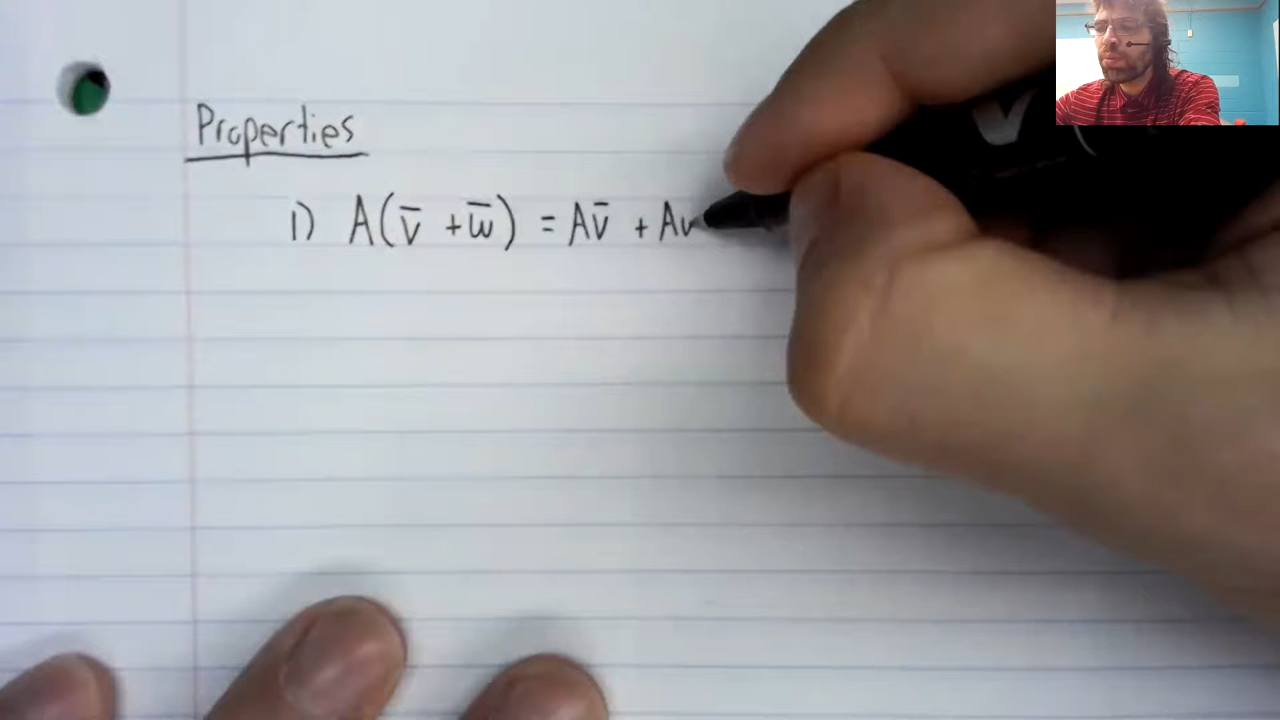 Properties
1) A(v̄ + w̄) = Av̄ + A